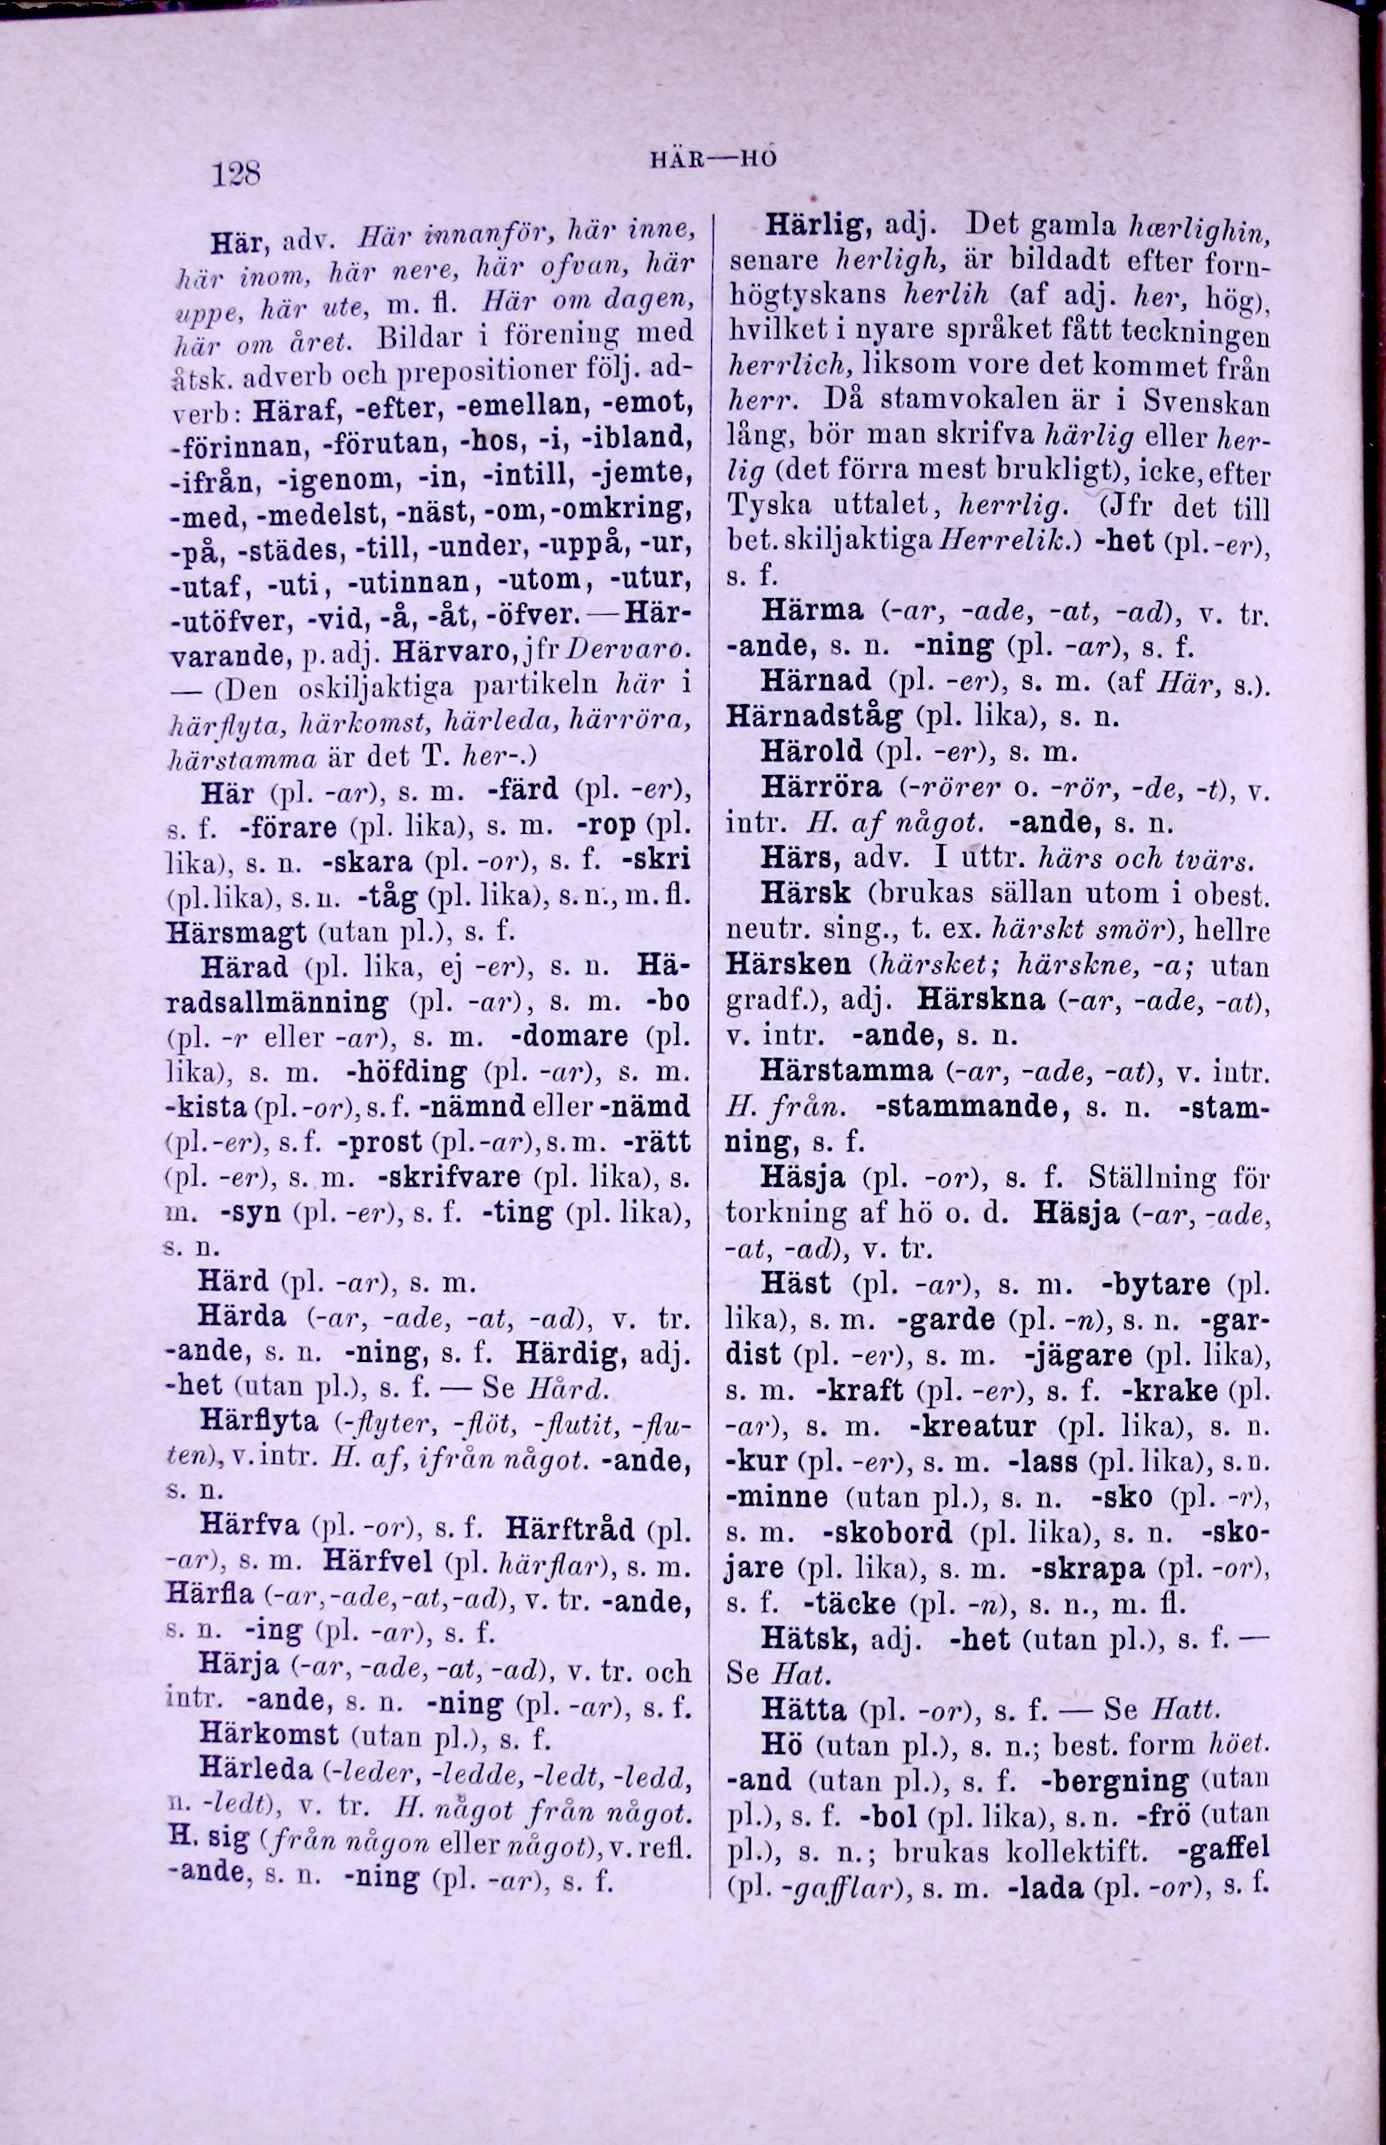 128
HÄR—HÖ
Här, adv. Här innanför, här inne,
här inom, här nere, här ofvan, här
uppe, här ute, m. fl. Här om dagen,
här om året. Bildar i förening med
åtsk. adverb och prepositioner följ. ad-
verb: Häraf, -efter, -emellan, -emot,
-förinnan, -förutan, -hos, -i, -ibland,
-ifrån, -igenom, -in, -intill, -jemte,
-med, -medelst, -näst, -om, -omkring,
-på, -städes, -till, -under, -uppå, -ur,
-utaf, -uti, -utinnan, -utom, -utur,
-utöfver, -vid, -å, -åt, -öfver. — Här-
varande, p. adj. Härvaro, jfr Dervaro.
— (Den oskiljaktiga partikeln här i
härflyta, härkomst, härleda, härröra,
härstamma är det T. her-.)
Här (pl. -ar), s. m. -färd (pl. -er),
s. f. -förare (pl. lika), s. m. -rop (pl.
lika), s. n. -skara (pl. -or), s. f. -skri
(pl. lika), s. n. -tåg (pl. lika), s. n., m. fl.
Härsmagt (utan pl.), s. f.
Härad (pl. lika, ej -er), s. n. Hä-
radsallmänning (pl. -ar), s. m. -bo
(pl. -r eller -ar), s. m. -domare (pl.
lika), s. m. -höfding (pl. -ar), s. m.
-kista (pl. -or), s. f. -nämnd eller -nämd
(pl. -er), s. f. -prost (pl. -ar), s. m. -rätt
(pl. -er), s. m. -skrifvare (pl. lika), s.
m. -syn (pl. -er), s. f. -ting (pl. lika),
s. n.
Härd (pl. -ar), s. m.
Härda (-ar, -ade, -at, -ad), v. tr.
-ande, s. n. -ning, s. f. Härdig, adj.
-het (utan pl.), s. f. — Se Hård.
Härflyta (-flyter, -flöt, -flutit, -flu-
ten), v. intr. H. af, ifrån något. -ande,
s. n.
Härfva (pl. -or), s. f. Härftråd (pl.
-ar), s. m. Härfvel (pl. härflar), s. m.
Härfla (-ar, -ade, -at, -ad), v. tr. -ande,
s. n. -ing (pl. -ar), s. f.
Härja (-ar, -ade, -at, -ad), v. tr. och
intr. -ande, s. n. -ning (pl. -ar), s. f.
Härkomst (utan pl.), s. f.
Härleda (-leder, -ledde, -ledt, -ledd,
n. -ledt), v. tr. H. något från något.
H. sig (från någon eller något), v. refl.
-ande, s. n. -ning (pl. -ar), s. f.
Härlig, adj. Det gamla hærlighin,
senare herligh, är bildadt efter forn-
högtyskans herlih (af adj. her, hög),
hvilket i nyare språket fått teckningen
herrlich, liksom vore det kommet från
herr. Då stamvokalen är i Svenskan
lång, bör man skrifva härlig eller her-
lig (det förra mest brukligt), icke, efter
Tyska uttalet, herrlig. (Jfr det till
bet. skiljaktiga Herrelik.) -het (pl. -er),
s. f.
Härma (-ar, -ade, -at, -ad), v. tr.
-ande, s. n. -ning (pl. -ar), s. f.
Härnad (pl. -er), s. m. (af Här, s.).
Härnadståg (pl. lika), s. n.
Härold (pl. -er), s. m.
Härröra (-rörer o. -rör, -de, -t), v.
intr. H. af något. -ande, s. n.
Härs, adv. I uttr. härs och tvärs.
Härsk (brukas sällan utom i obest.
neutr. sing., t. ex. härskt smör), hellre
Härsken (härsket; härskne, -a; utan
gradf.), adj. Härskna (-ar, -ade, -at),
v. intr. -ande, s. n.
Härstamma (-ar, -ade, -at), v. intr.
H. från. -stammande, s. n. -stam-
ning, s. f.
Häsja (pl. -or), s. f. Ställning för
torkning af hö o. d. Häsja (-ar, -ade,
-at, -ad), v. tr.
Häst (pl. -ar), s. m. -bytare (pl.
lika), s. m. -garde (pl. -n), s. n. -gar-
dist (pl. -er), s. m. -jägare (pl. lika),
s. m. -kraft (pl. -er), s. f. -krake (pl.
-ar), s. m. -kreatur (pl. lika), s. n.
-kur (pl. -er), s. m. -lass (pl. lika), s. n.
-minne (utan pl.), s. n. -sko (pl. -r),
s. m. -skobord (pl. lika), s. n. -sko-
jare (pl. lika), s. m. -skrapa (pl. -or),
s. f. -täcke (pl. -n), s. n., m. fl.
Hätsk, adj. -het (utan pl.), s. f. —
Se Hat.
Hätta (pl. -or), s. f. — Se Hatt.
Hö (utan pl.), s. n.; best. form höet.
-and (utan pl.), s. f. -bergning (utan
pl.), s. f. -bol (pl. lika), s. n. -frö (utan
pl.), s. n.; brukas kollektift. -gaffel
(pl. -gafflar), s. m. -lada (pl. -or), s. f.